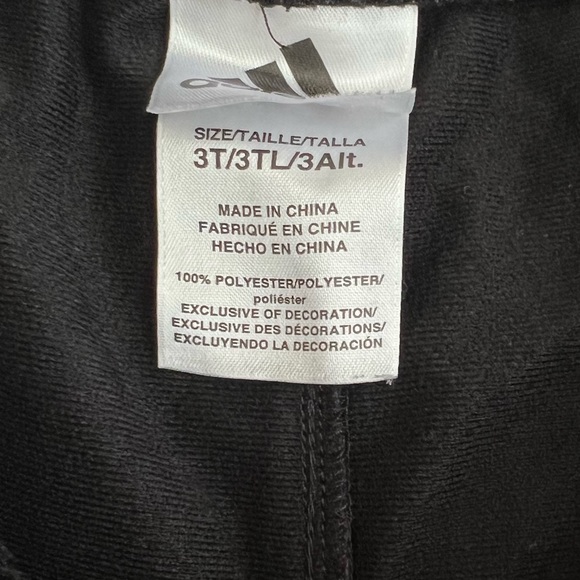 adidas
SIZE/TAILLE/TALLA
3T/3TL/3Alt.
MADE IN CHINA
FABRIQUÉ EN CHINE
HECHO EN CHINA
100% POLYESTER/POLYESTER/
poliéster
EXCLUSIVE OF DECORATION/
EXCLUSIVE DES DÉCORATIONS/
EXCLUYENDO LA DECORACIÓN